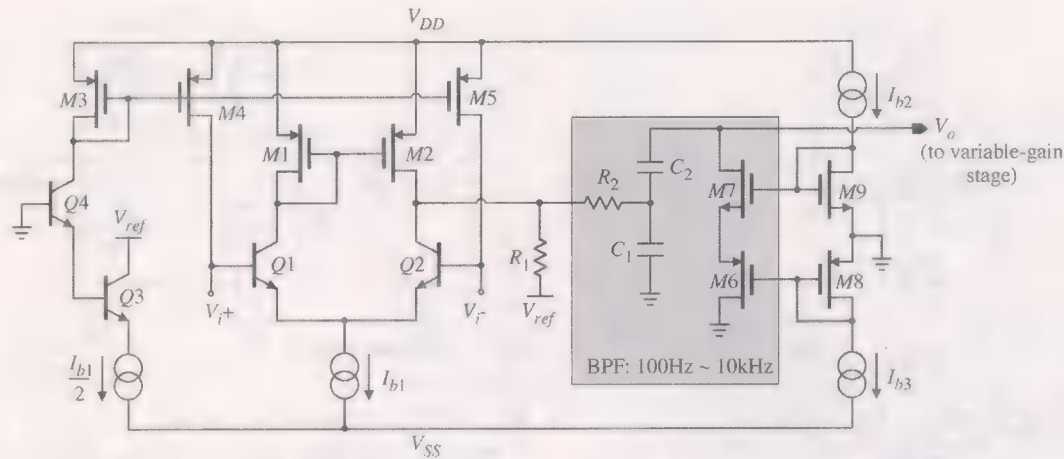 V_DD
M3
M4
M5
I_b2
V_o
(to variable-gain
stage)
M1
M2
R_2
C_2
M7
M9
Q4
V_ref
Q1
Q2
R_1
C_1
M6
M8
Q3
V_i+
V_i-
V_ref
I_b1
2
I_b1
BPF: 100Hz ~ 10kHz
I_b3
V_SS